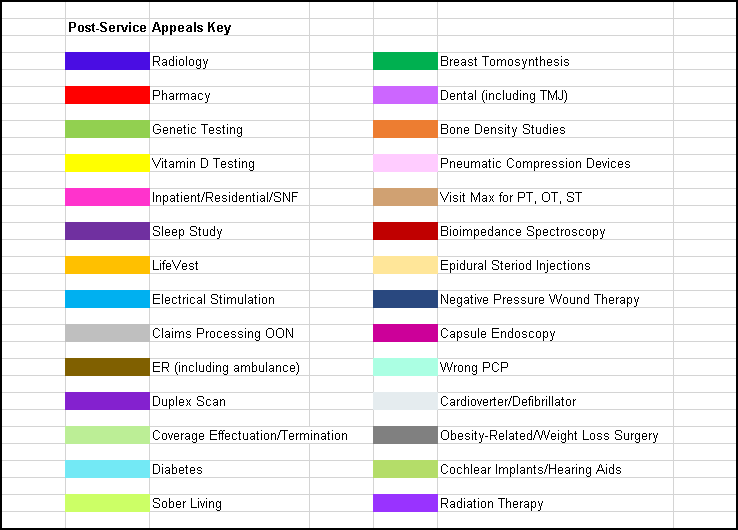 Post-Service Appeals Key
Radiology
Breast Tomosynthesis
Pharmacy
Dental (including TMJ)
Genetic Testing
Bone Density Studies
Vitamin D Testing
Pneumatic Compression Devices
Inpatient/Residential/SNF
Visit Max for PT, OT, ST
Sleep Study
Bioimpedance Spectroscopy
LifeVest
Epidural Steriod Injections
Electrical Stimulation
Negative Pressure Wound Therapy
Claims Processing OON
Capsule Endoscopy
ER (including ambulance)
Wrong PCP
Duplex Scan
Cardioverter/Defibrillator
Coverage Effectuation/Termination
Obesity-Related/Weight Loss Surgery
Diabetes
Cochlear Implants/Hearing Aids
Sober Living
Radiation Therapy